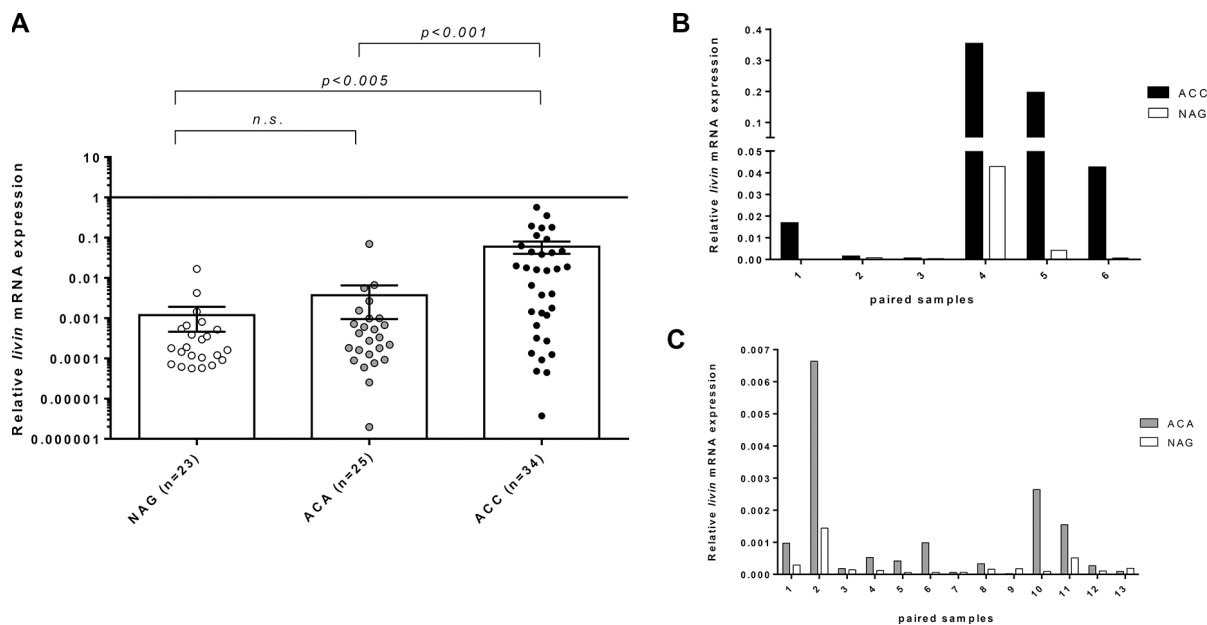 A
p<0.001
p<0.005
n.s.
Relative livin mRNA expression
10
1
0.1
0.01
0.001
0.0001
0.00001
0.000001
NAG (n=23)
ACA (n=25)
ACC (n=34)
B
Relative livin mRNA expression
0.4
0.3
0.2
0.1
0.05
0.04
0.03
0.02
0.01
0.00
1
2
3
4
5
6
paired samples
ACC
NAG
C
Relative livin mRNA expression
0.007
0.006
0.005
0.004
0.003
0.002
0.001
0.000
1
2
3
4
5
6
7
8
9
10
11
12
13
paired samples
ACA
NAG